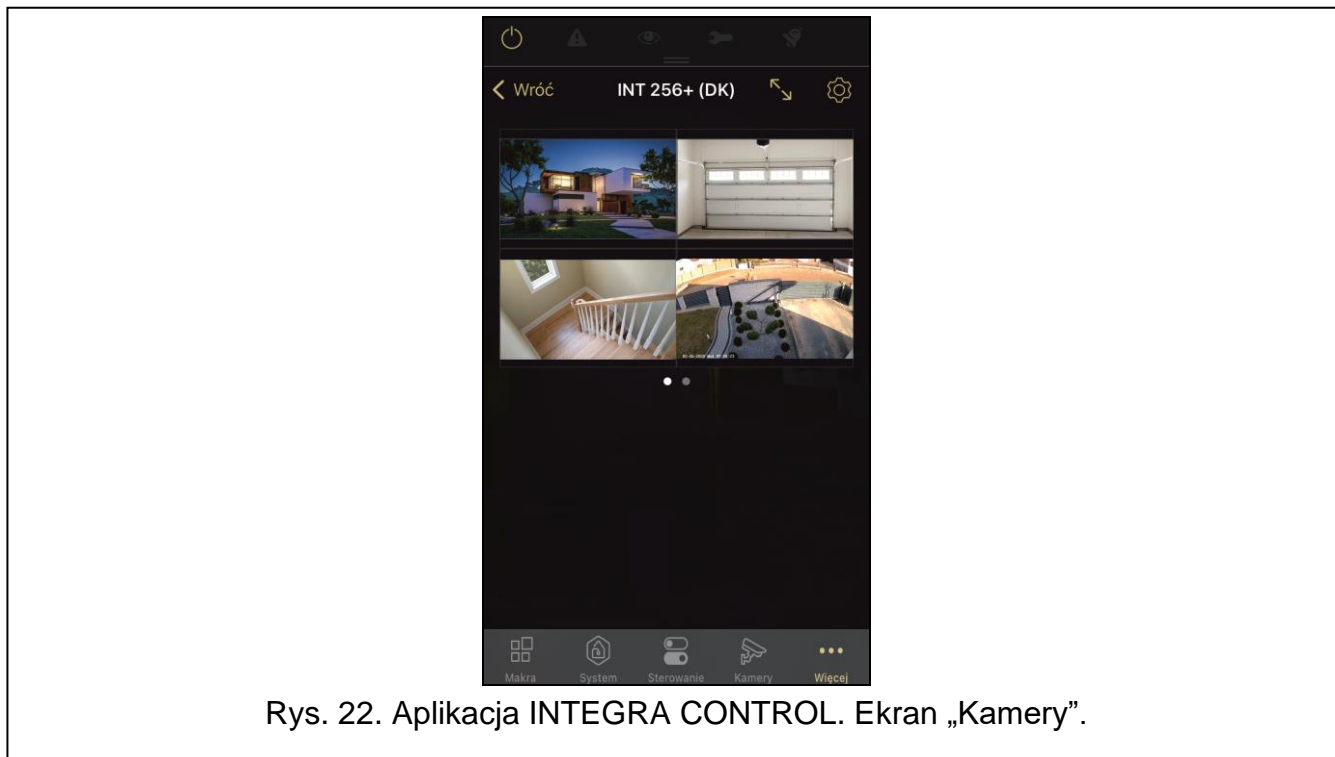 Wróć
INT 256+ (DK)
Makra
System
Sterowanie
Kamery
Więcej
Rys. 22. Aplikacja INTEGRA CONTROL. Ekran „Kamery”.